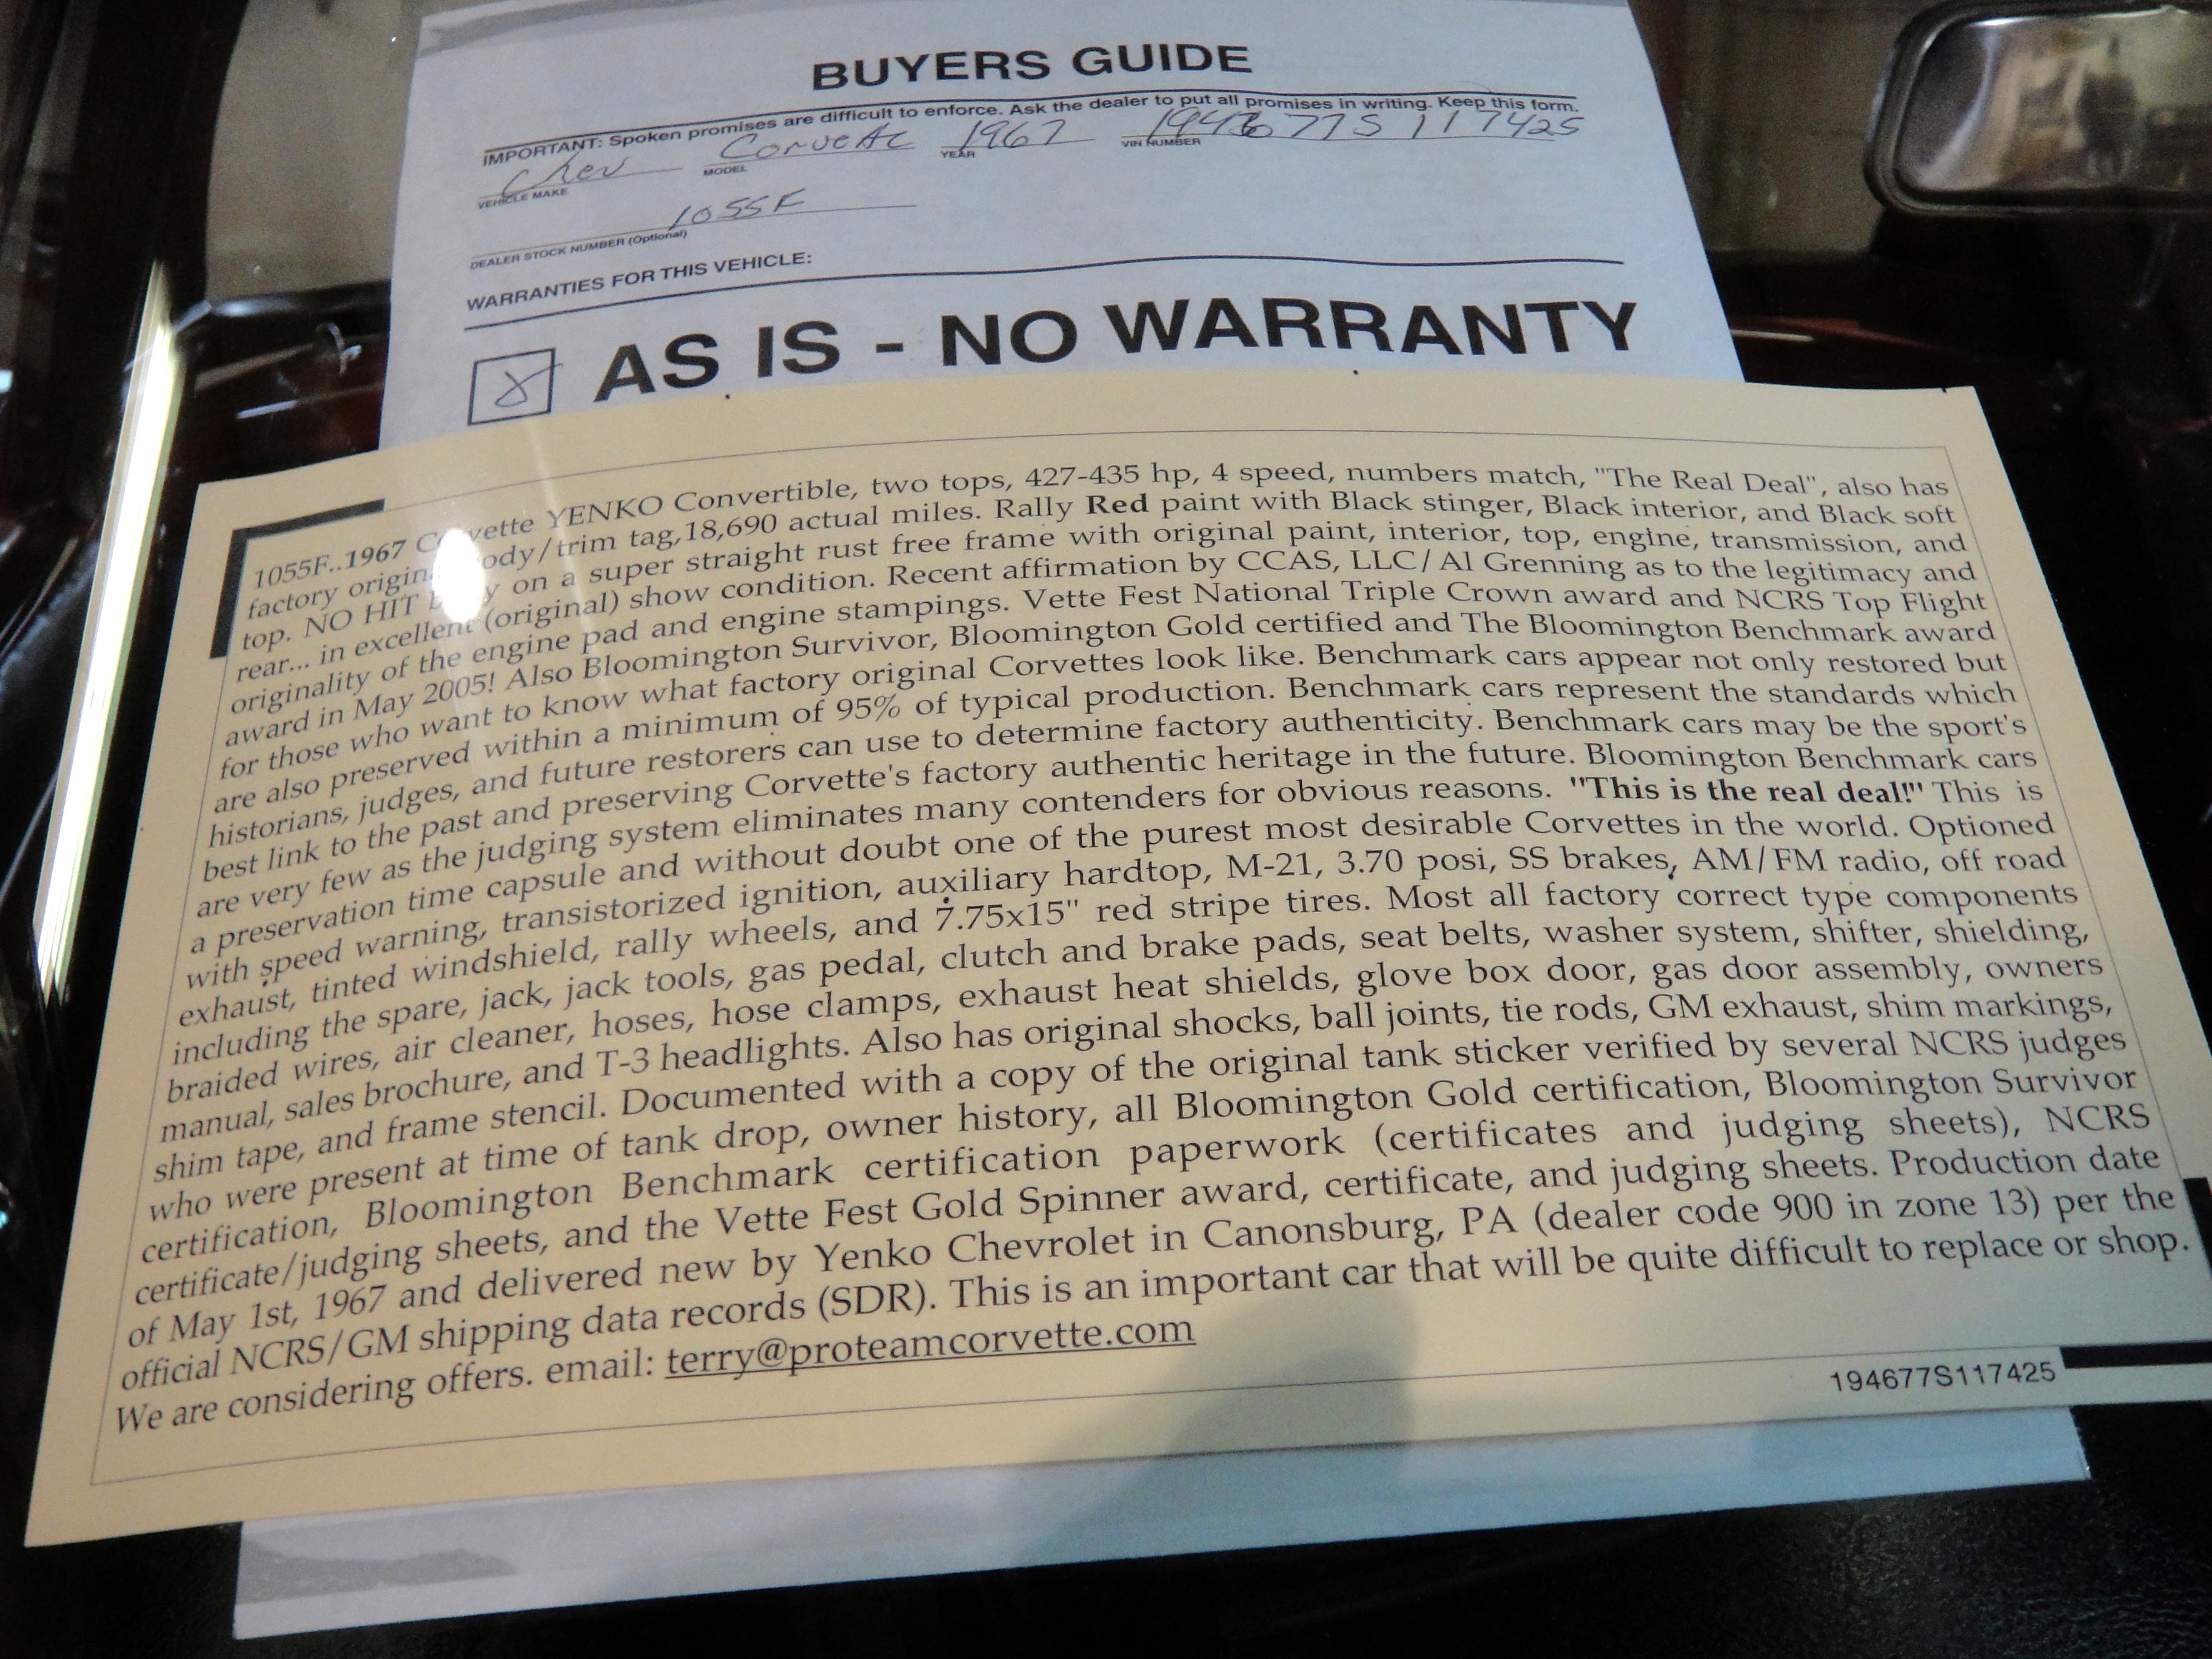 BUYERS GUIDE
IMPORTANT: Spoken promises are difficult to enforce. Ask the dealer to put all promises in writing. Keep this form.
Chev Corvette 1967 194677S117425
VEHICLE MAKE MODEL YEAR VIN NUMBER
1055F
DEALER STOCK NUMBER (Optional)
WARRANTIES FOR THIS VEHICLE:
AS IS - NO WARRANTY
1055F..1967 Corvette YENKO Convertible, two tops, 427-435 hp, 4 speed, numbers match, "The Real Deal", also has
factory original body/trim tag,18,690 actual miles. Rally Red paint with Black stinger, Black interior, and Black soft
top. NO HIT body on a super straight rust free frame with original paint, interior, top, engine, transmission, and
rear... in excellent (original) show condition. Recent affirmation by CCAS, LLC/Al Grenning as to the legitimacy and
originality of the engine pad and engine stampings. Vette Fest National Triple Crown award and NCRS Top Flight
award in May 2005! Also Bloomington Survivor, Bloomington Gold certified and The Bloomington Benchmark award
for those who want to know what factory original Corvettes look like. Benchmark cars appear not only restored but
are also preserved within a minimum of 95% of typical production. Benchmark cars represent the standards which
historians, judges, and future restorers can use to determine factory authenticity. Benchmark cars may be the sport's
best link to the past and preserving Corvette's factory authentic heritage in the future. Bloomington Benchmark cars
are very few as the judging system eliminates many contenders for obvious reasons. "This is the real deal!" This is
a preservation time capsule and without doubt one of the purest most desirable Corvettes in the world. Optioned
with speed warning, transistorized ignition, auxiliary hardtop, M-21, 3.70 posi, SS brakes, AM/FM radio, off road
exhaust, tinted windshield, rally wheels, and 7.75x15" red stripe tires. Most all factory correct type components
including the spare, jack, jack tools, gas pedal, clutch and brake pads, seat belts, washer system, shifter, shielding,
braided wires, air cleaner, hoses, hose clamps, exhaust heat shields, glove box door, gas door assembly, owners
manual, sales brochure, and T-3 headlights. Also has original shocks, ball joints, tie rods, GM exhaust, shim markings,
shim tape, and frame stencil. Documented with a copy of the original tank sticker verified by several NCRS judges
who were present at time of tank drop, owner history, all Bloomington Gold certification, Bloomington Survivor
certification, Bloomington Benchmark certification paperwork (certificates and judging sheets), NCRS
certificate/judging sheets, and the Vette Fest Gold Spinner award, certificate, and judging sheets. Production date
of May 1st, 1967 and delivered new by Yenko Chevrolet in Canonsburg, PA (dealer code 900 in zone 13) per the
official NCRS/GM shipping data records (SDR). This is an important car that will be quite difficult to replace or shop.
We are considering offers. email: terry@proteamcorvette.com
194677S117425